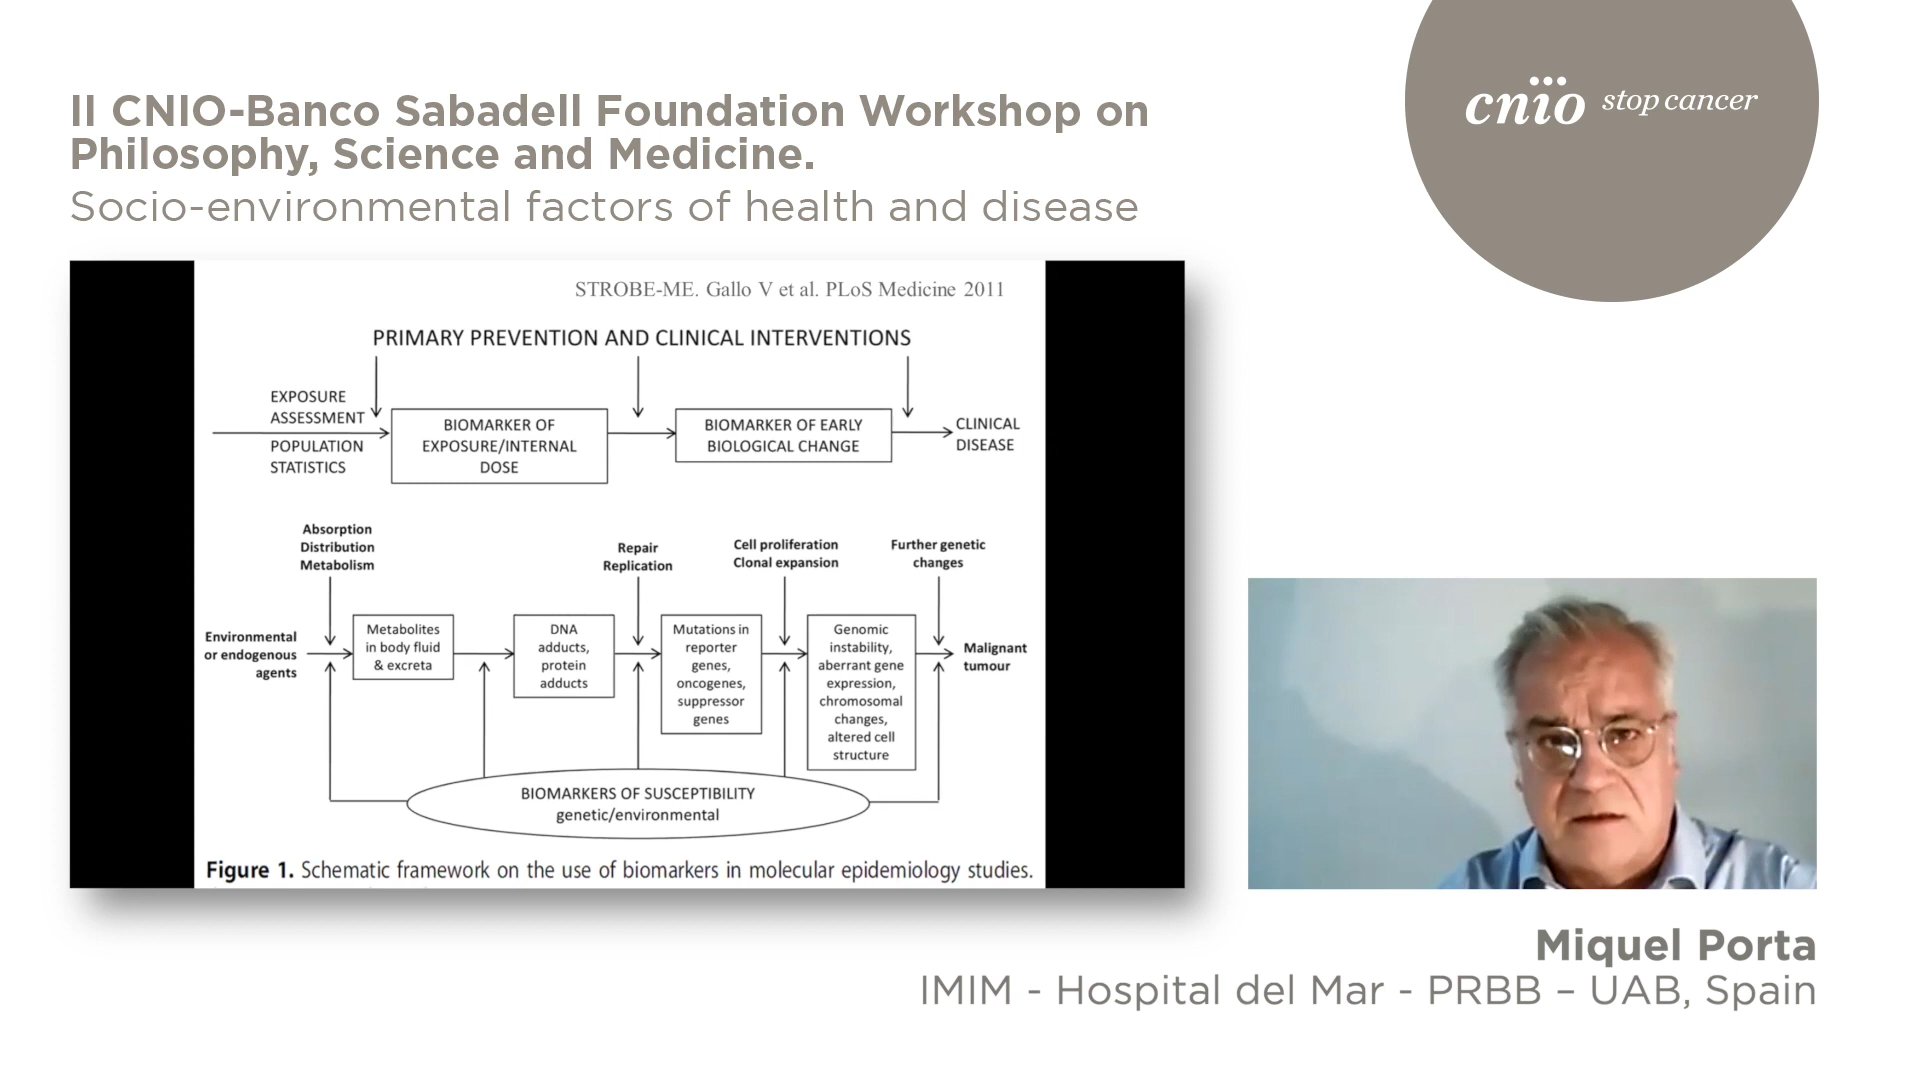 II CNIO-Banco Sabadell Foundation Workshop on
Philosophy, Science and Medicine.
Socio-environmental factors of health and disease
cnio stop cancer
STROBE-ME. Gallo V et al. PLoS Medicine 2011
PRIMARY PREVENTION AND CLINICAL INTERVENTIONS
EXPOSURE
ASSESSMENT
POPULATION
STATISTICS
BIOMARKER OF
EXPOSURE/INTERNAL
DOSE
BIOMARKER OF EARLY
BIOLOGICAL CHANGE
CLINICAL
DISEASE
Absorption
Distribution
Metabolism
Repair
Replication
Cell proliferation
Clonal expansion
Further genetic
changes
Environmental
or endogenous
agents
Metabolites
in body fluid
& excreta
DNA
adducts,
protein
adducts
Mutations in
reporter
genes,
oncogenes,
suppressor
genes
Genomic
instability,
aberrant gene
expression,
chromosomal
changes,
altered cell
structure
Malignant
tumour
BIOMARKERS OF SUSCEPTIBILITY
genetic/environmental
Figure 1. Schematic framework on the use of biomarkers in molecular epidemiology studies.
Miquel Porta
IMIM - Hospital del Mar - PRBB – UAB, Spain